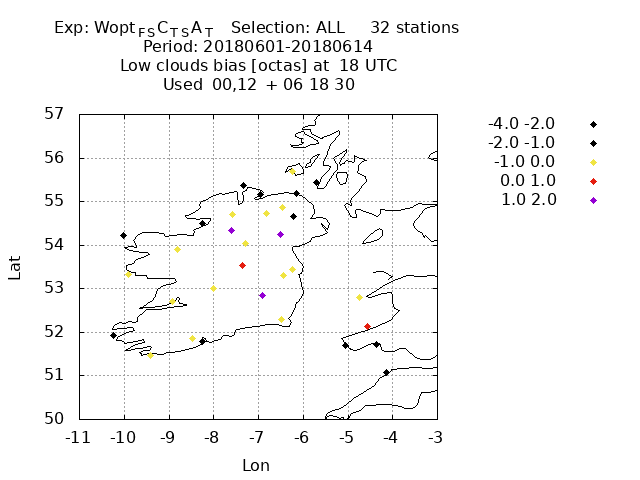 Exp: Wopt FS C T S A T   Selection: ALL   32 stations
Period: 20180601-20180614
Low clouds bias [octas] at 18 UTC
Used 00,12 + 06 18 30
-4.0 -2.0
-2.0 -1.0
-1.0 0.0
0.0 1.0
1.0 2.0
57
56
55
54
53
52
51
50
Lat
-11 -10 -9 -8 -7 -6 -5 -4 -3
Lon